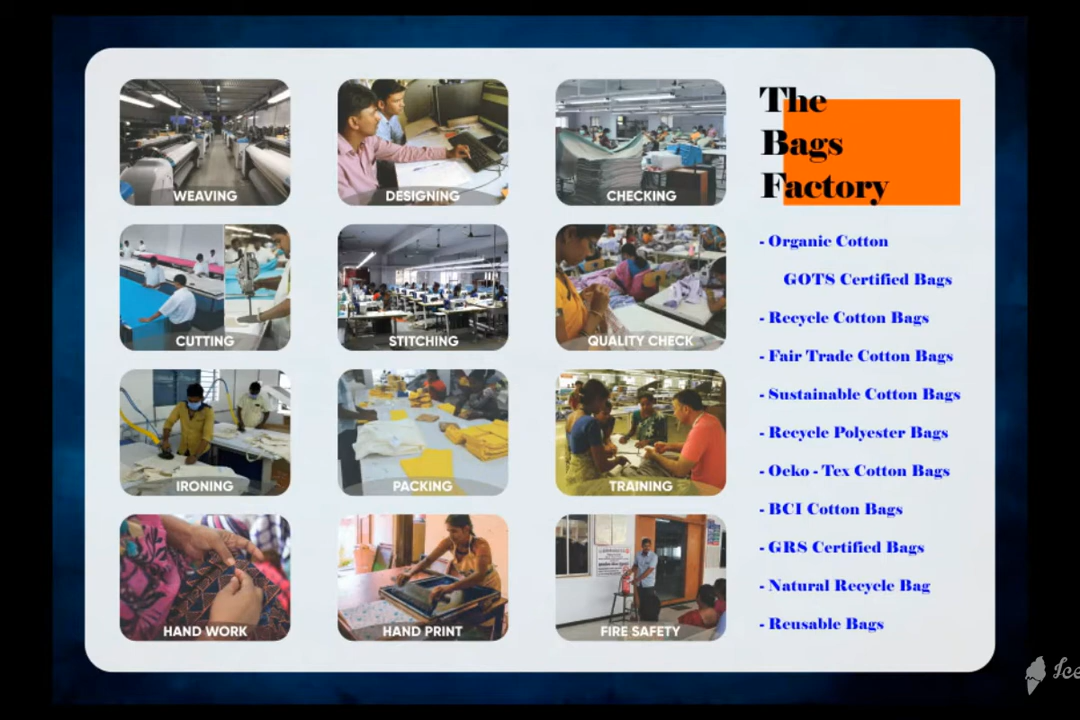 The
Bags
Factory
WEAVING
DESIGNING
CHECKING
CUTTING
STITCHING
QUALITY CHECK
IRONING
PACKING
TRAINING
HAND WORK
HAND PRINT
FIRE SAFETY
- Organic Cotton
GOTS Certified Bags
- Recycle Cotton Bags
- Fair Trade Cotton Bags
- Sustainable Cotton Bags
- Recycle Polyester Bags
- Oeko - Tex Cotton Bags
- BCI Cotton Bags
- GRS Certified Bags
- Natural Recycle Bag
- Reusable Bags
Ice